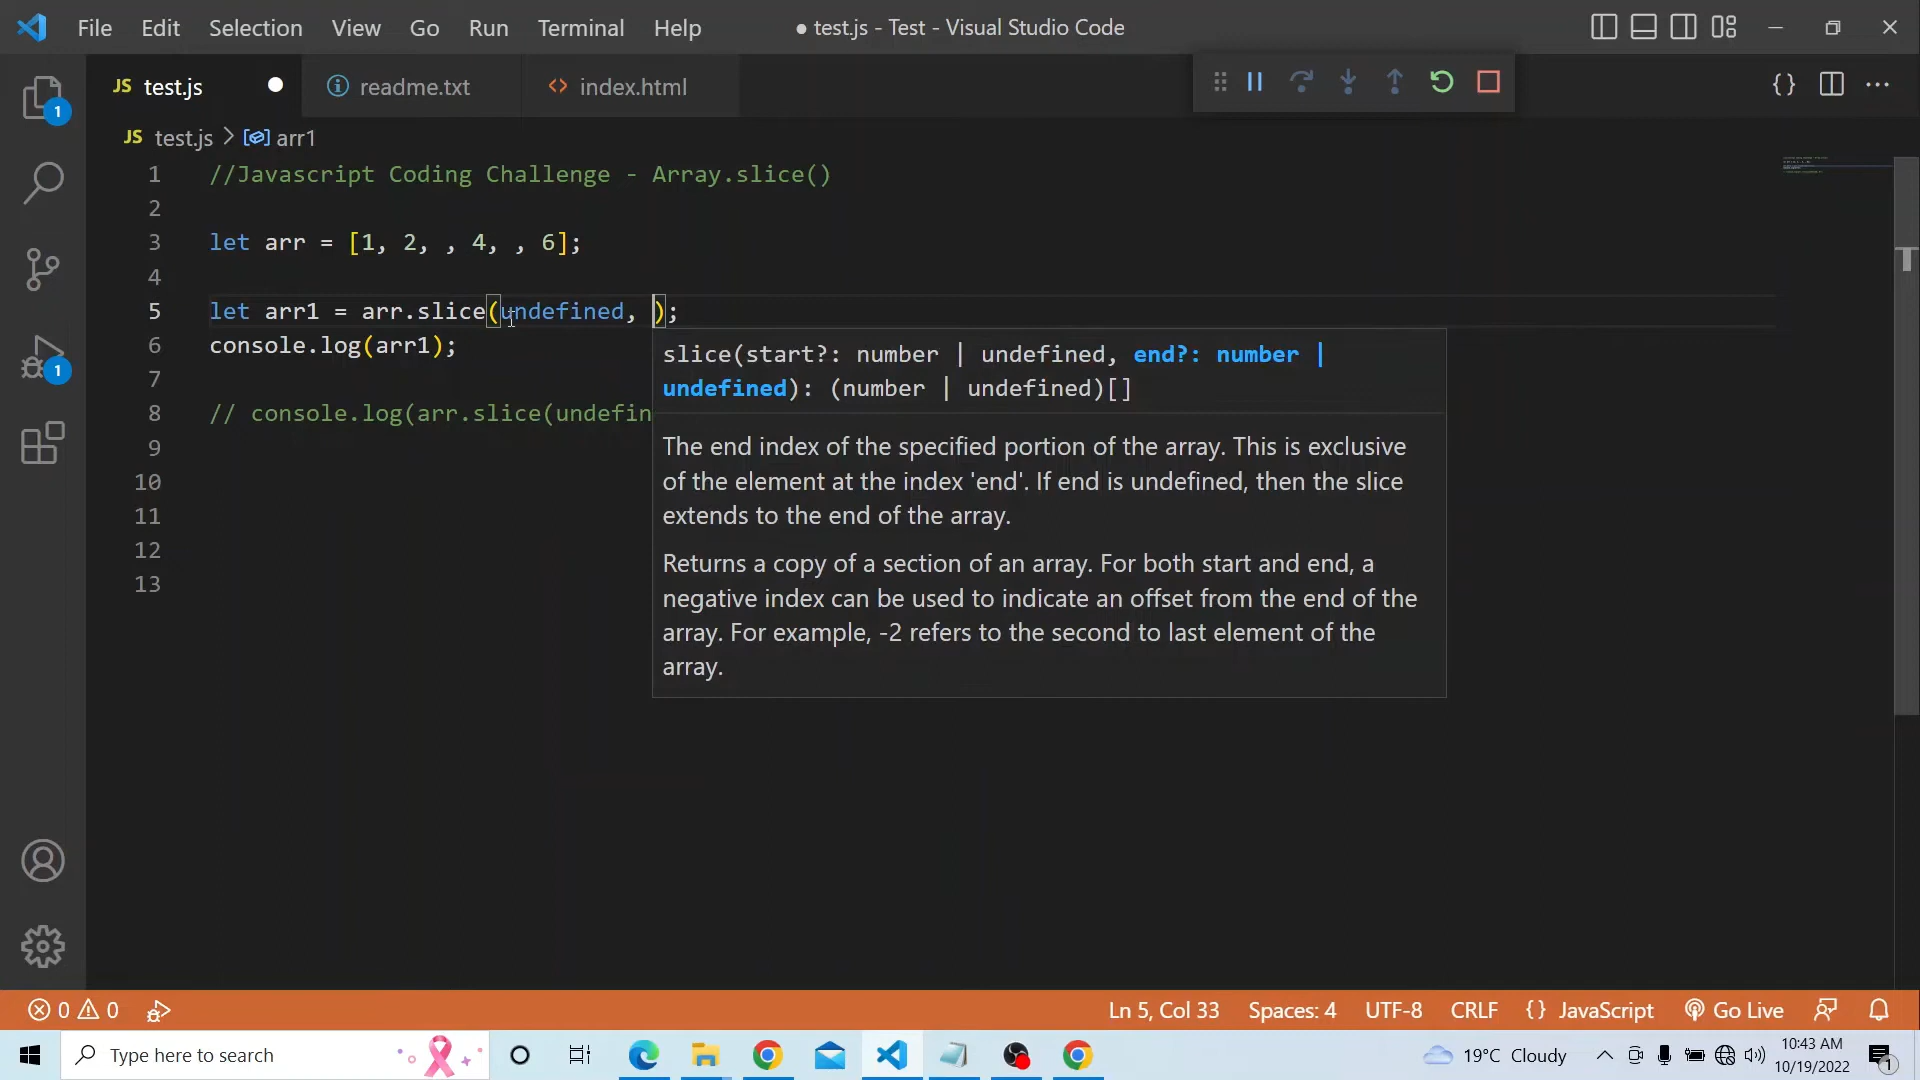 File Edit Selection View Go Run Terminal Help
● test.js - Test - Visual Studio Code
JS test.js ●
readme.txt
<> index.html
{}
1
JS test.js > arr1
1 //Javascript Coding Challenge - Array.slice()
2
3 let arr = [1, 2, , 4, , 6];
4
5 let arr1 = arr.slice(undefined, );
6 console.log(arr1);
7
8 // console.log(arr.slice(undefin
9
10
11
12
13
slice(start?: number | undefined, end?: number |
undefined): (number | undefined)[]
The end index of the specified portion of the array. This is exclusive
of the element at the index 'end'. If end is undefined, then the slice
extends to the end of the array.
Returns a copy of a section of an array. For both start and end, a
negative index can be used to indicate an offset from the end of the
array. For example, -2 refers to the second to last element of the
array.
1
0 0
Ln 5, Col 33 Spaces: 4 UTF-8 CRLF {} JavaScript Go Live
Type here to search
19°C Cloudy
10:43 AM
10/19/2022
1